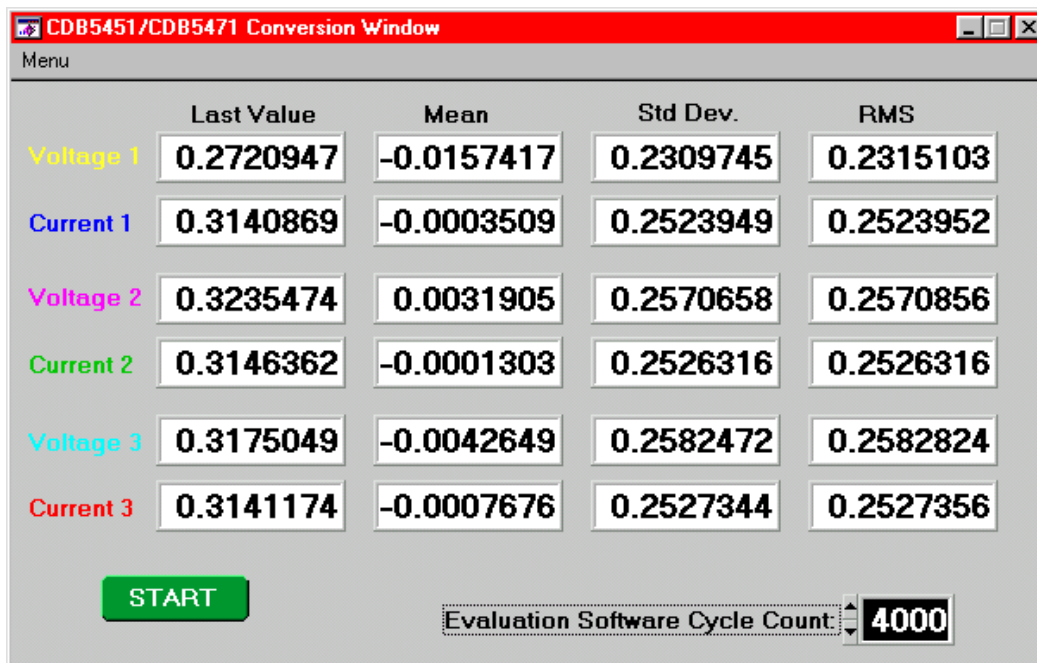 CDB5451/CDB5471 Conversion Window
Menu
Last Value Mean Std Dev. RMS
Voltage 1 0.2720947 -0.0157417 0.2309745 0.2315103
Current 1 0.3140869 -0.0003509 0.2523949 0.2523952
Voltage 2 0.3235474 0.0031905 0.2570658 0.2570856
Current 2 0.3146362 -0.0001303 0.2526316 0.2526316
Voltage 3 0.3175049 -0.0042649 0.2582472 0.2582824
Current 3 0.3141174 -0.0007676 0.2527344 0.2527356
START
Evaluation Software Cycle Count: 4000